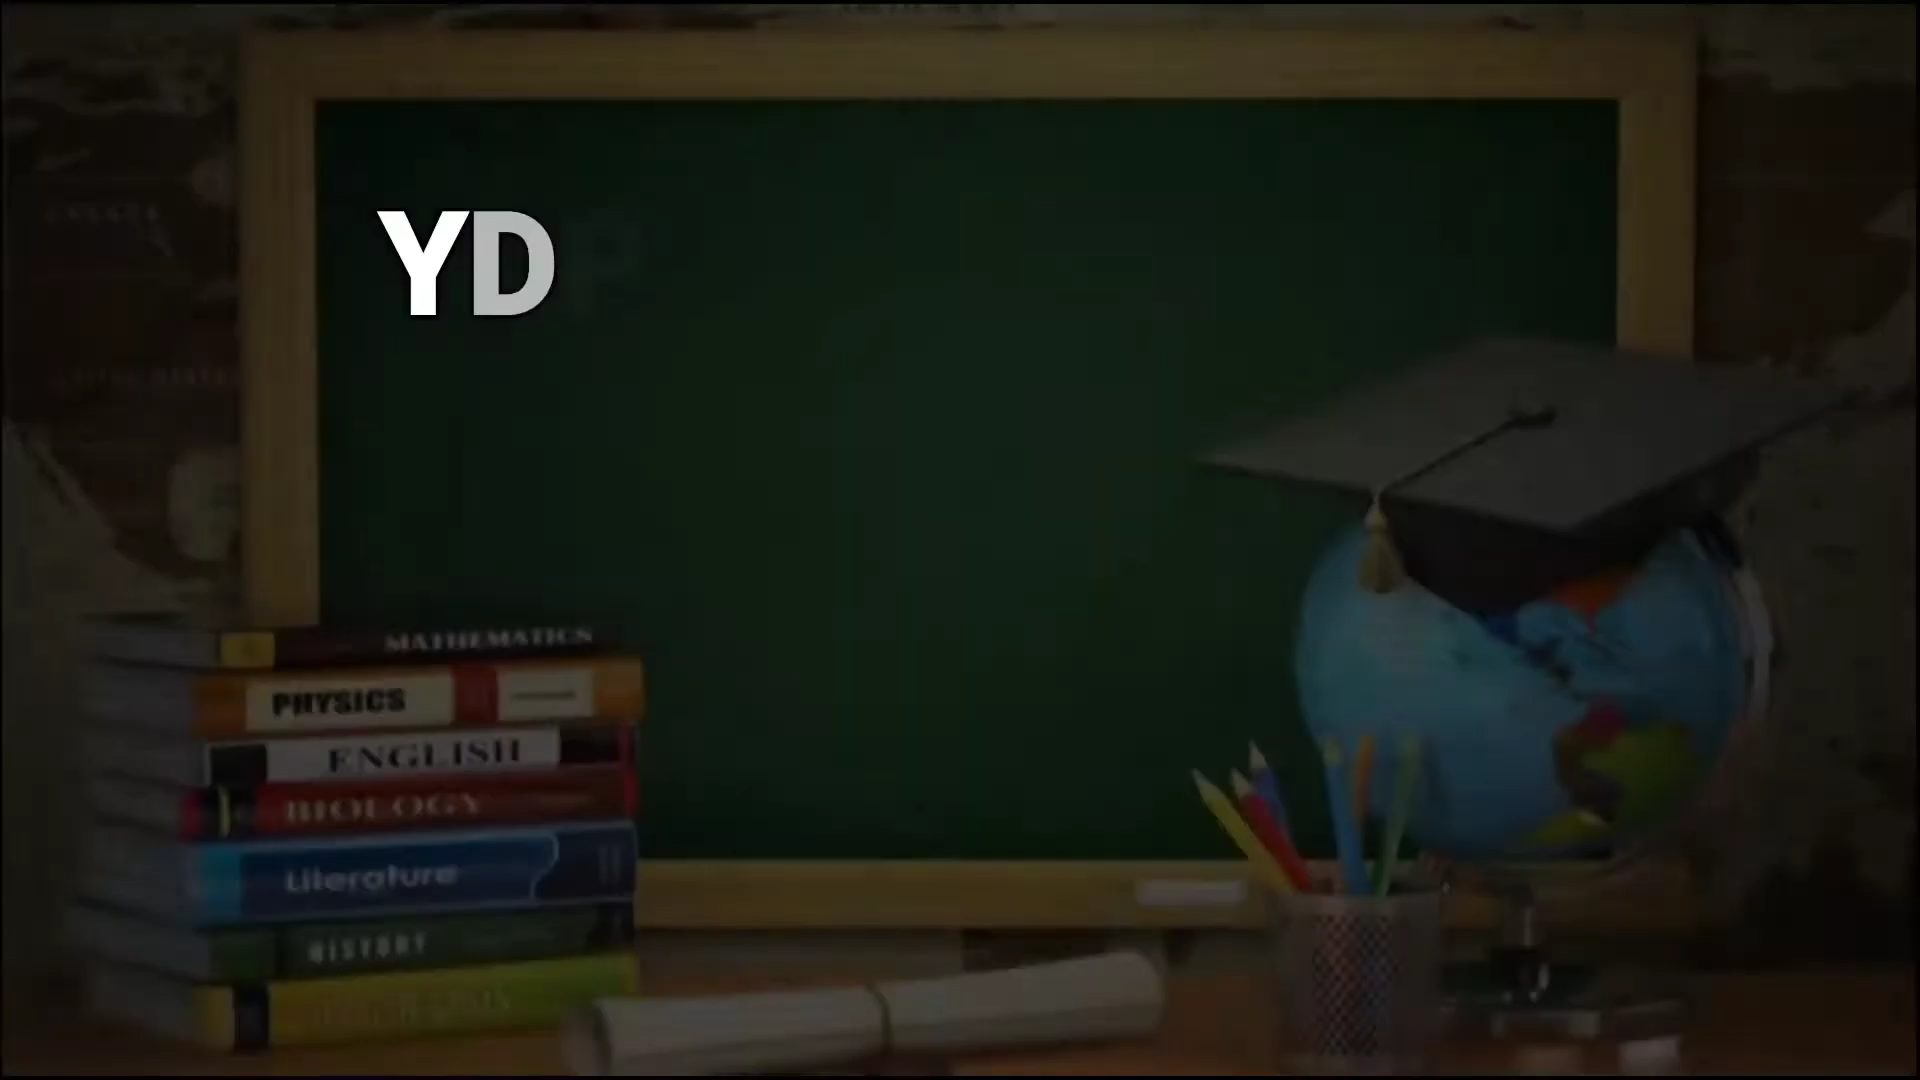 YD
MATHEMATICS
PHYSICS
ENGLISH
BIOLOGY
Literature
HISTORY